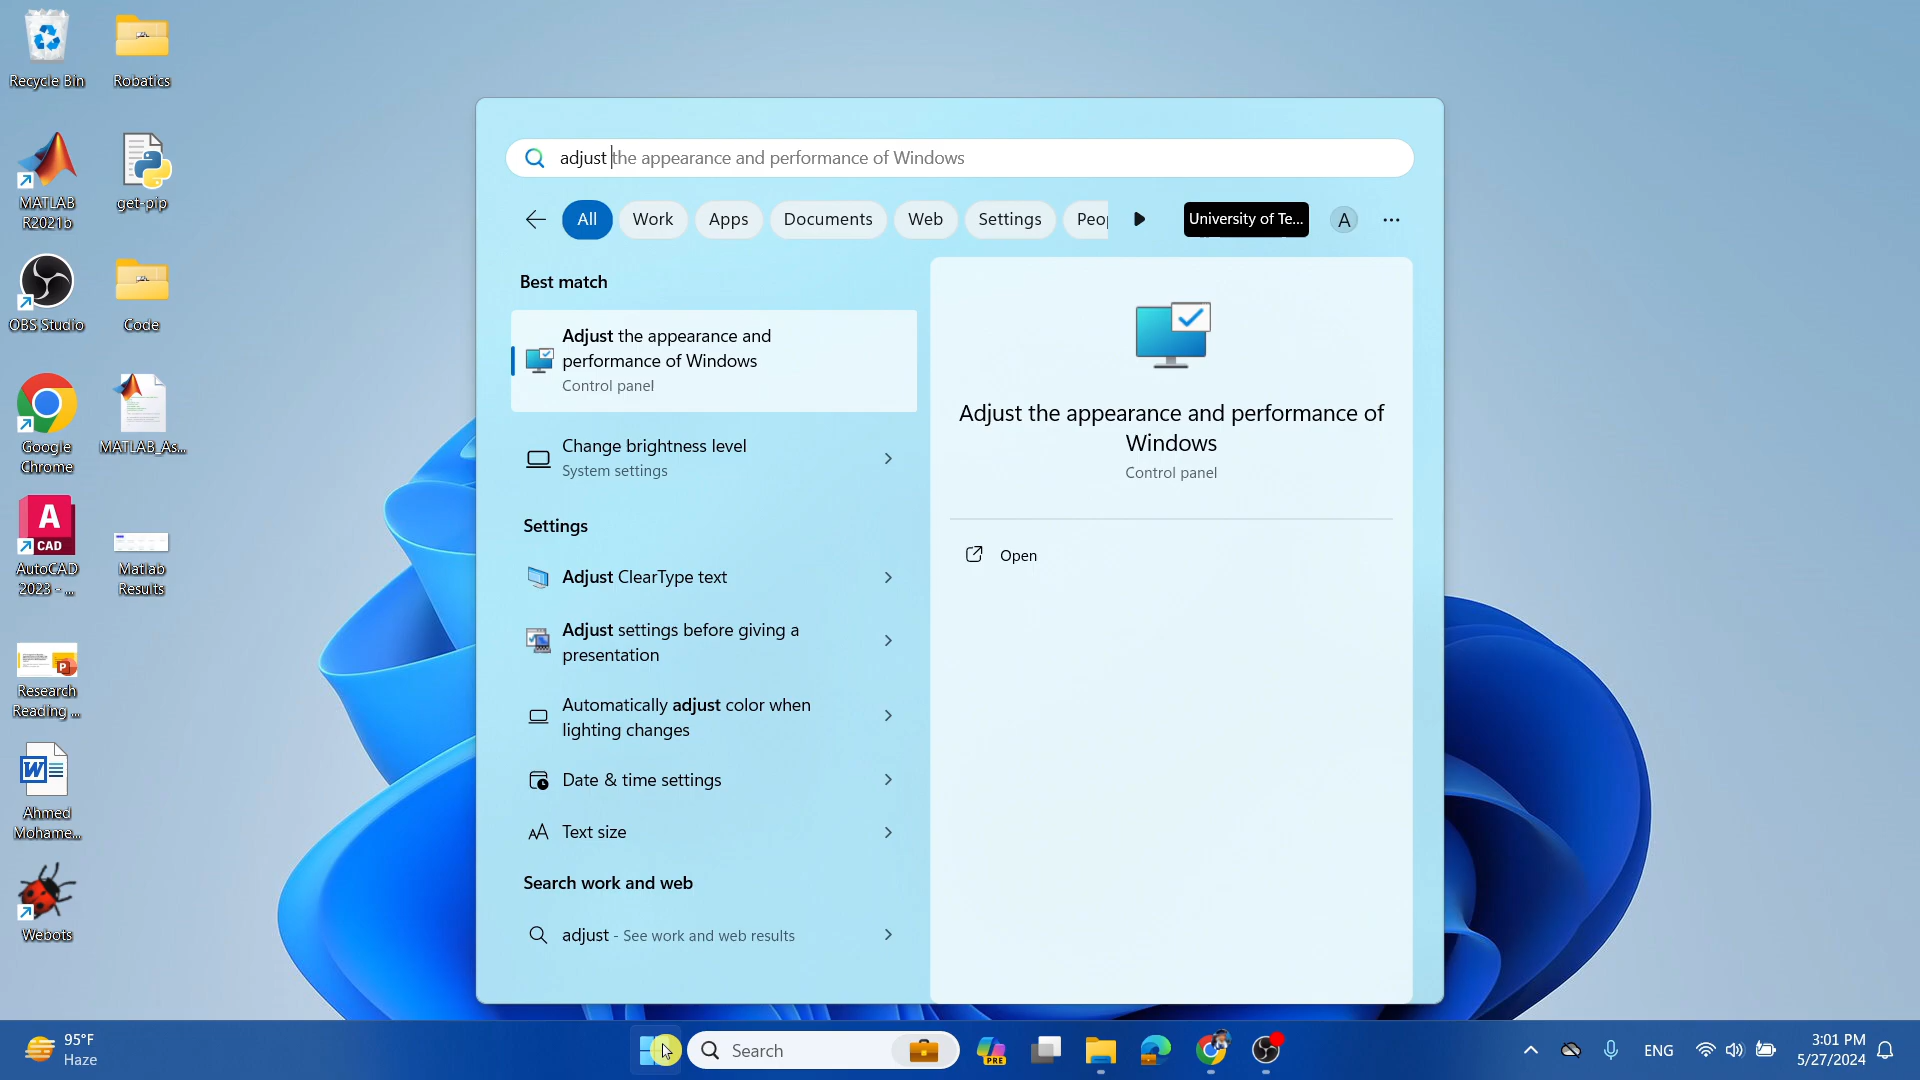 Recycle Bin
Robatics
MATLAB
R2021b
get-pip
OBS Studio
Code
Google
Chrome
MATLAB_As...
A
CAD
AutoCAD
2023 - ...
Matlab
Results
P
Research
Reading ...
W
Ahmed
Mohame...
Webots
adjust the appearance and performance of Windows
All
Work
Apps
Documents
Web
Settings
Peop
University of Te...
A
Best match
Adjust the appearance and
performance of Windows
Control panel
Change brightness level
System settings
Settings
Adjust ClearType text
Adjust settings before giving a
presentation
Automatically adjust color when
lighting changes
Date & time settings
Text size
Search work and web
adjust - See work and web results
Adjust the appearance and performance of
Windows
Control panel
Open
95°F
Haze
Search
PRE
ENG
3:01 PM
5/27/2024